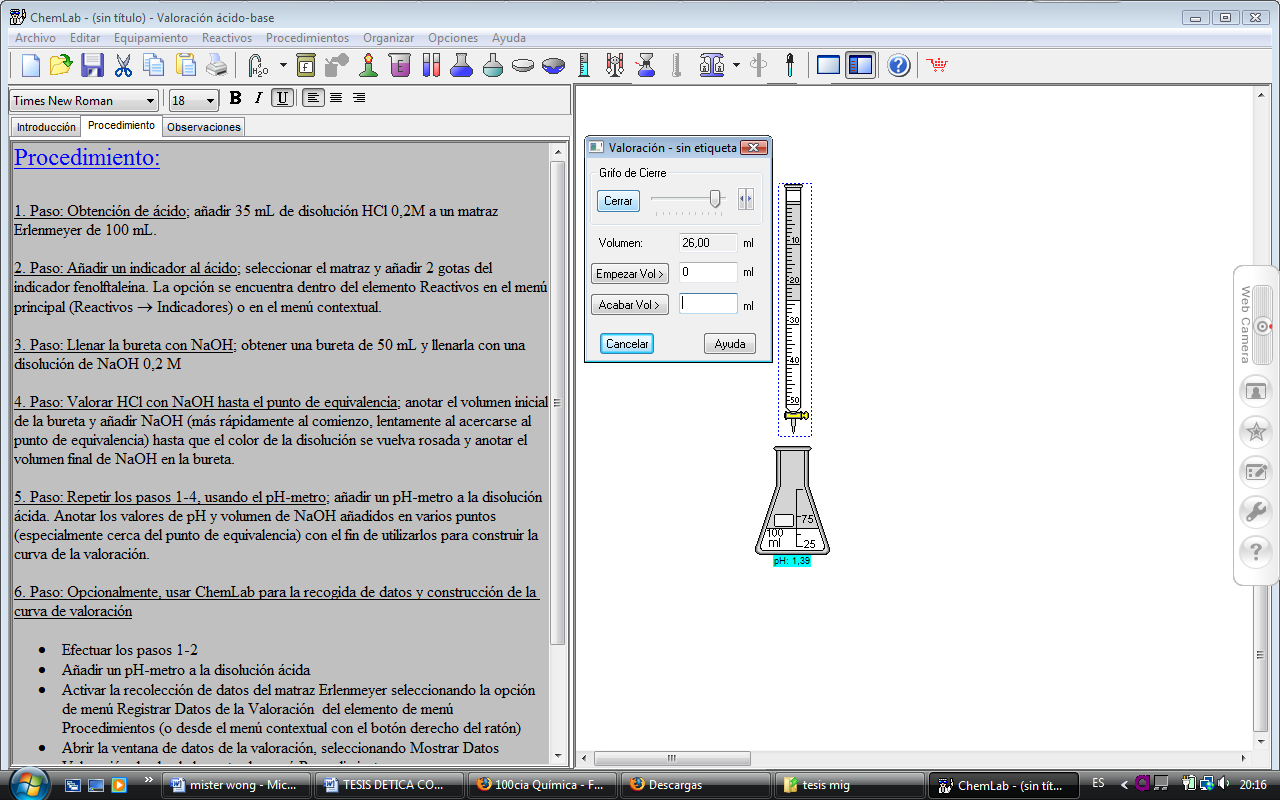 ChemLab - (sin título) - Valoración ácido-base
Archivo Editar Equipamiento Reactivos Procedimientos Organizar Opciones Ayuda
H2O
Times New Roman 18 B I U
Introducción Procedimiento Observaciones
Procedimiento:
1. Paso: Obtención de ácido; añadir 35 mL de disolución HCl 0,2M a un matraz
Erlenmeyer de 100 mL.
2. Paso: Añadir un indicador al ácido; seleccionar el matraz y añadir 2 gotas del
indicador fenolftaleina. La opción se encuentra dentro del elemento Reactivos en el menú
principal (Reactivos → Indicadores) o en el menú contextual.
3. Paso: Llenar la bureta con NaOH; obtener una bureta de 50 mL y llenarla con una
disolución de NaOH 0,2 M
4. Paso: Valorar HCl con NaOH hasta el punto de equivalencia; anotar el volumen inicial
de la bureta y añadir NaOH (más rápidamente al comienzo, lentamente al acercarse al
punto de equivalencia) hasta que el color de la disolución se vuelva rosada y anotar el
volumen final de NaOH en la bureta.
5. Paso: Repetir los pasos 1-4, usando el pH-metro; añadir un pH-metro a la disolución
ácida. Anotar los valores de pH y volumen de NaOH añadidos en varios puntos
(especialmente cerca del punto de equivalencia) con el fin de utilizarlos para construir la
curva de la valoración.
6. Paso: Opcionalmente, usar ChemLab para la recogida de datos y construcción de la
curva de valoración
• Efectuar los pasos 1-2
• Añadir un pH-metro a la disolución ácida
• Activar la recolección de datos del matraz Erlenmeyer seleccionando la opción
de menú Registrar Datos de la Valoración del elemento de menú
Procedimientos (o desde el menú contextual con el botón derecho del ratón)
• Abrir la ventana de datos de la valoración, seleccionando Mostrar Datos
Valoración - sin etiqueta
Grifo de Cierre
Cerrar
Volumen: 26,00 ml
Empezar Vol > 0 ml
Acabar Vol > ml
Cancelar Ayuda
10
20
30
40
50
75
100
ml
25
pH: 1,39
Web Camera
mister wong - Mic... TESIS DETICA CO... 100cia Química - F... Descargas tesis mig ChemLab - (sin tít... ES 20:16